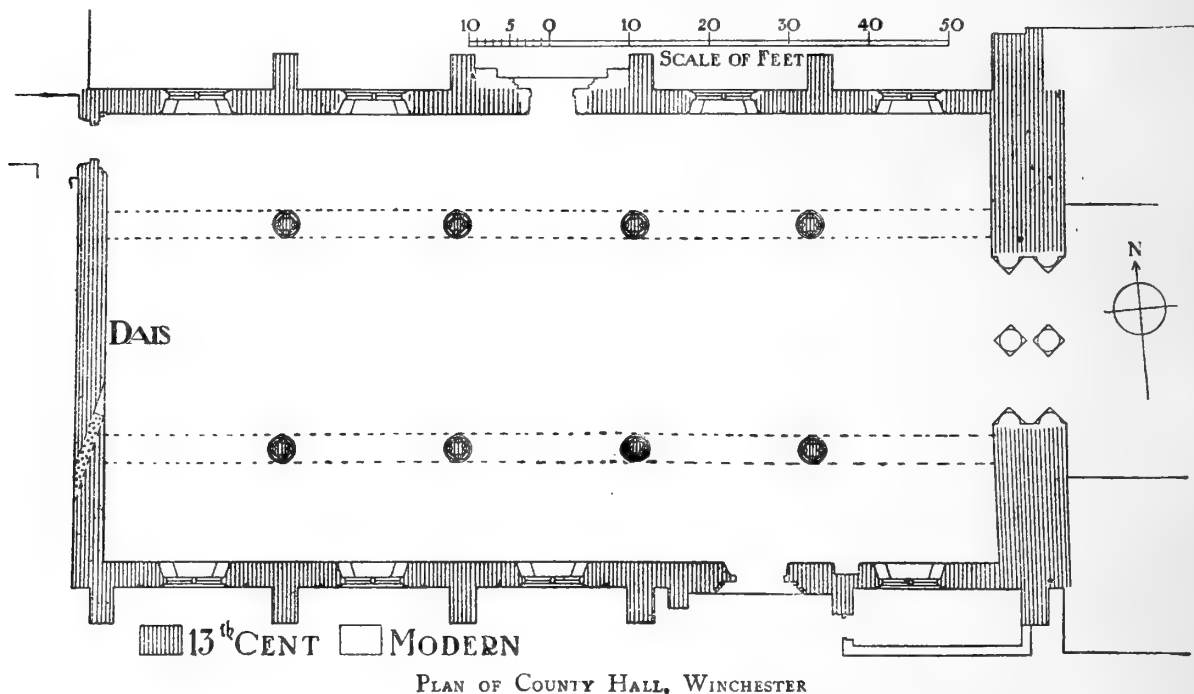 10 5 0 10 20 30 40 50
SCALE OF FEET
N
DAIS
13th CENT MODERN
PLAN OF COUNTY HALL, WINCHESTER